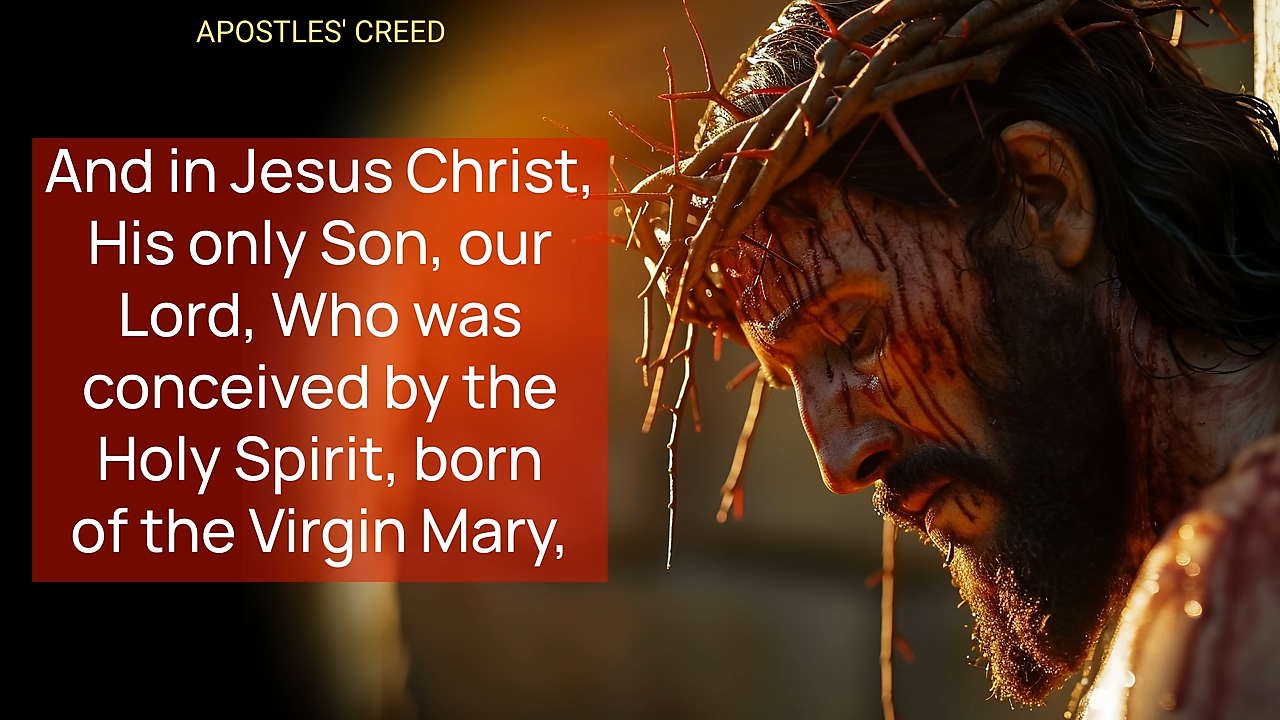 APOSTLES' CREED
And in Jesus Christ,
His only Son, our
Lord, Who was
conceived by the
Holy Spirit, born
of the Virgin Mary,